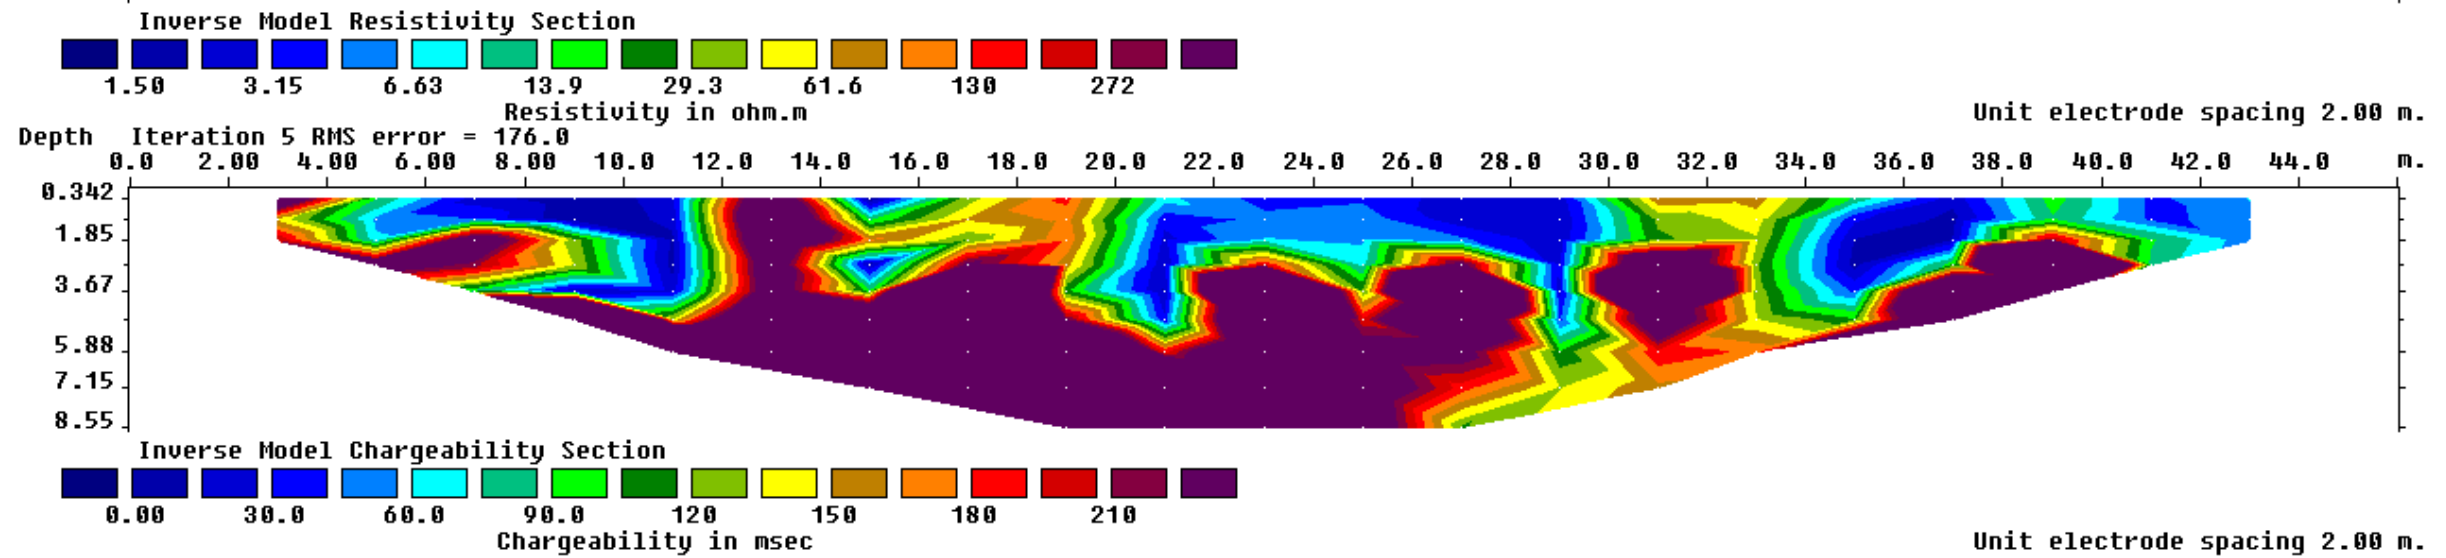 Inverse Model Resistivity Section
1.50 3.15 6.63 13.9 29.3 61.6 130 272
Resistivity in ohm.m Unit electrode spacing 2.00 m.
Depth Iteration 5 RMS error = 176.0
0.0 2.00 4.00 6.00 8.00 10.0 12.0 14.0 16.0 18.0 20.0 22.0 24.0 26.0 28.0 30.0 32.0 34.0 36.0 38.0 40.0 42.0 44.0 m.
0.342
1.85
3.67
5.88
7.15
8.55
Inverse Model Chargeability Section
0.00 30.0 60.0 90.0 120 150 180 210
Chargeability in msec Unit electrode spacing 2.00 m.